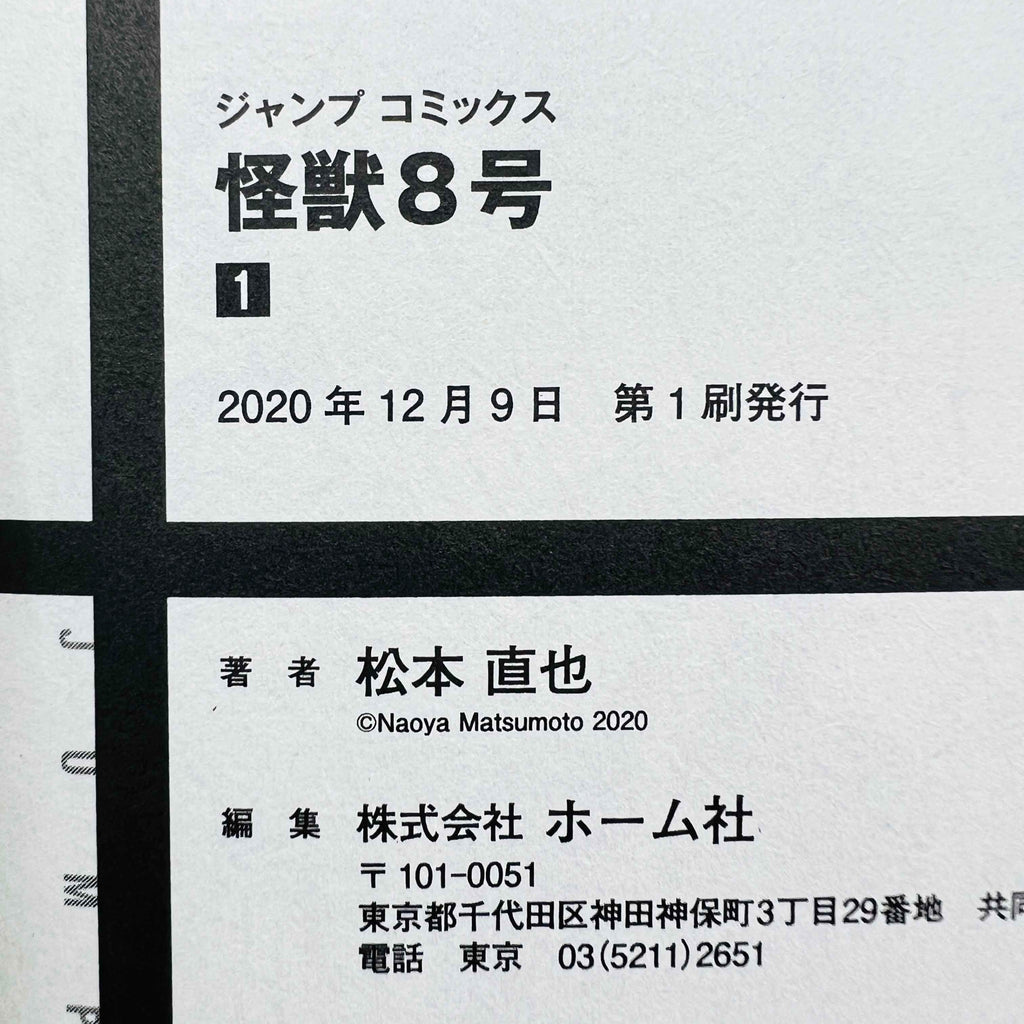 ジャンプ コミックス
怪獣8号
1
2020年12月9日　第1刷発行
著　者　松本 直也
©Naoya Matsumoto 2020
編　集　株式会社 ホーム社
〒101-0051
東京都千代田区神田神保町3丁目29番地　共同
電話　東京　03(5211)2651
JUMP